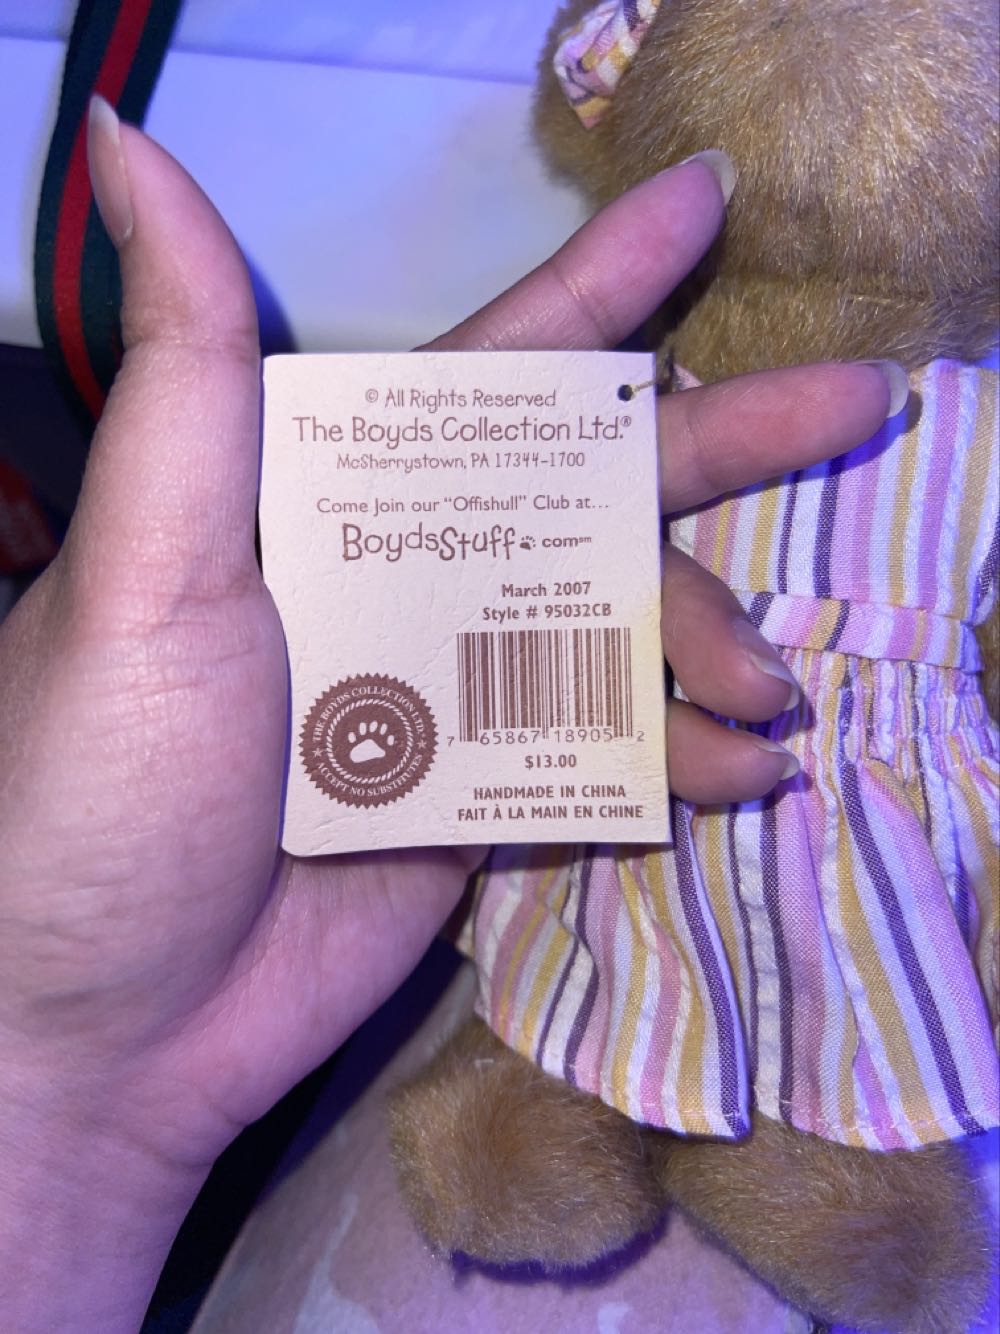 © All Rights Reserved
The Boyds Collection Ltd.®
McSherrystown, PA 17344-1700
Come Join our "Offishull" Club at...
BoydsStuff.com℠
March 2007
Style # 95032CB
7 65867 18905 2
$13.00
THE BOYDS COLLECTION LTD.
ACCEPT NO SUBSTITUTES
HANDMADE IN CHINA
FAIT À LA MAIN EN CHINE